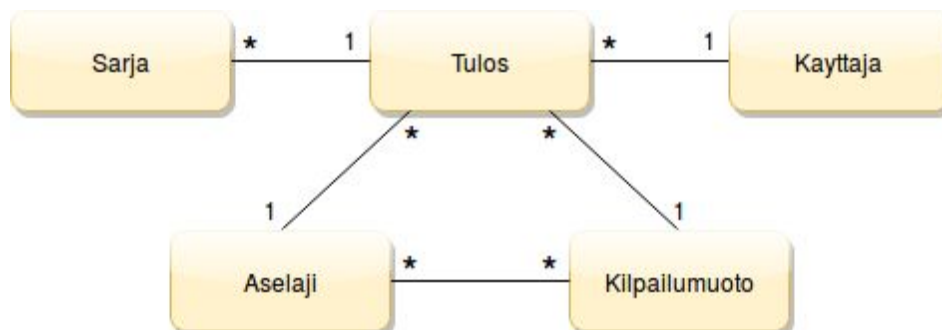 * 1 * 1
Sarja Tulos Kayttaja
* *
1 1
* *
Aselaji Kilpailumuoto